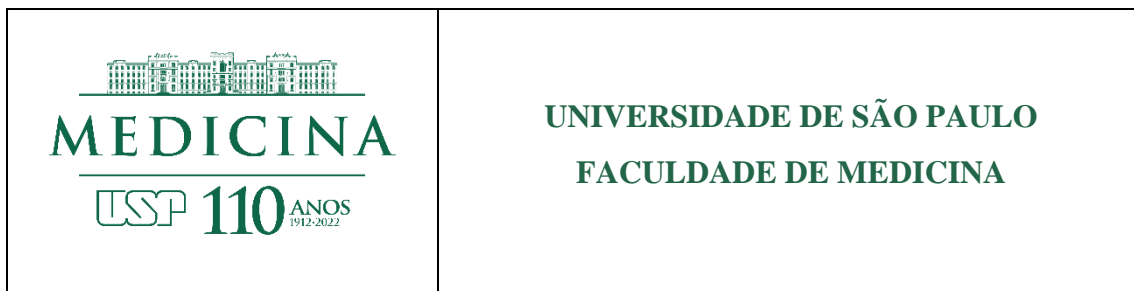 MEDICINA
USP 110 ANOS
1912-2022
UNIVERSIDADE DE SÃO PAULO
FACULDADE DE MEDICINA